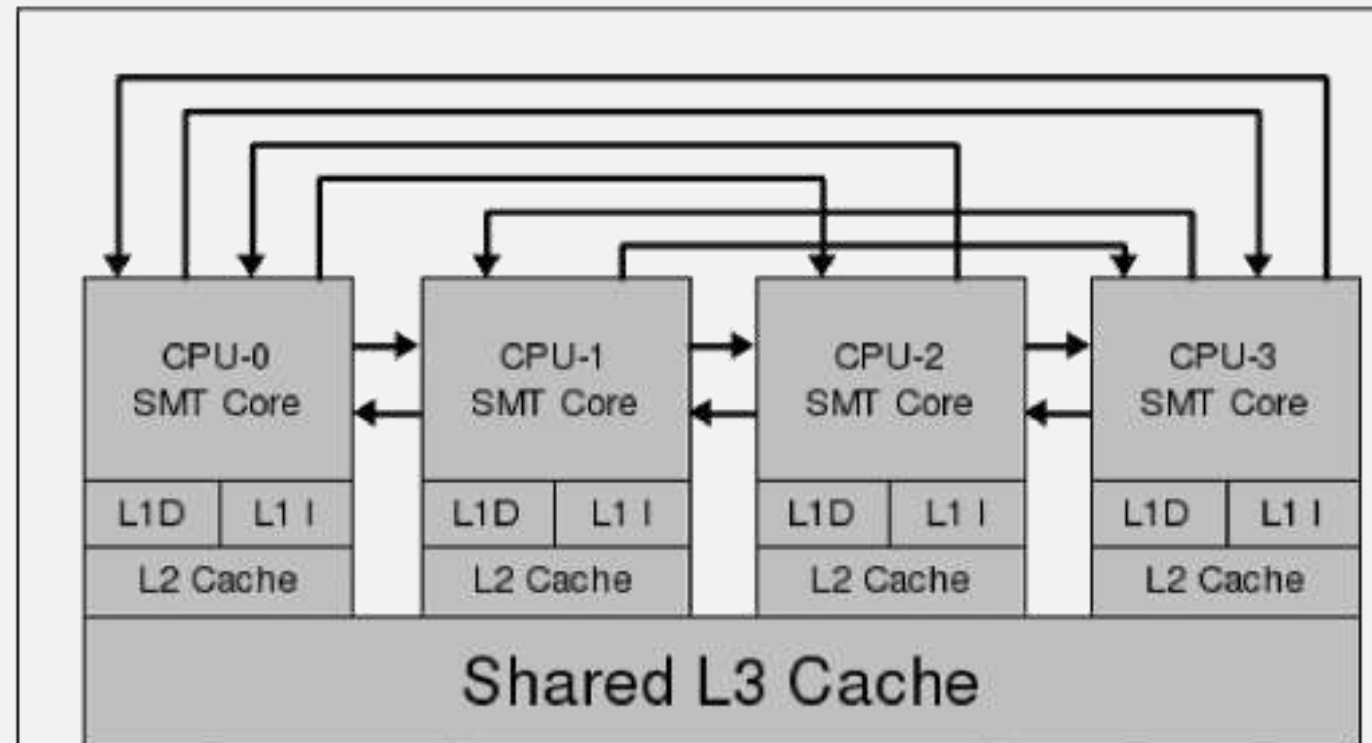 CPU-0
SMT Core
CPU-1
SMT Core
CPU-2
SMT Core
CPU-3
SMT Core
L1D
L1 I
L1D
L1 I
L1D
L1 I
L1D
L1 I
L2 Cache
L2 Cache
L2 Cache
L2 Cache
Shared L3 Cache